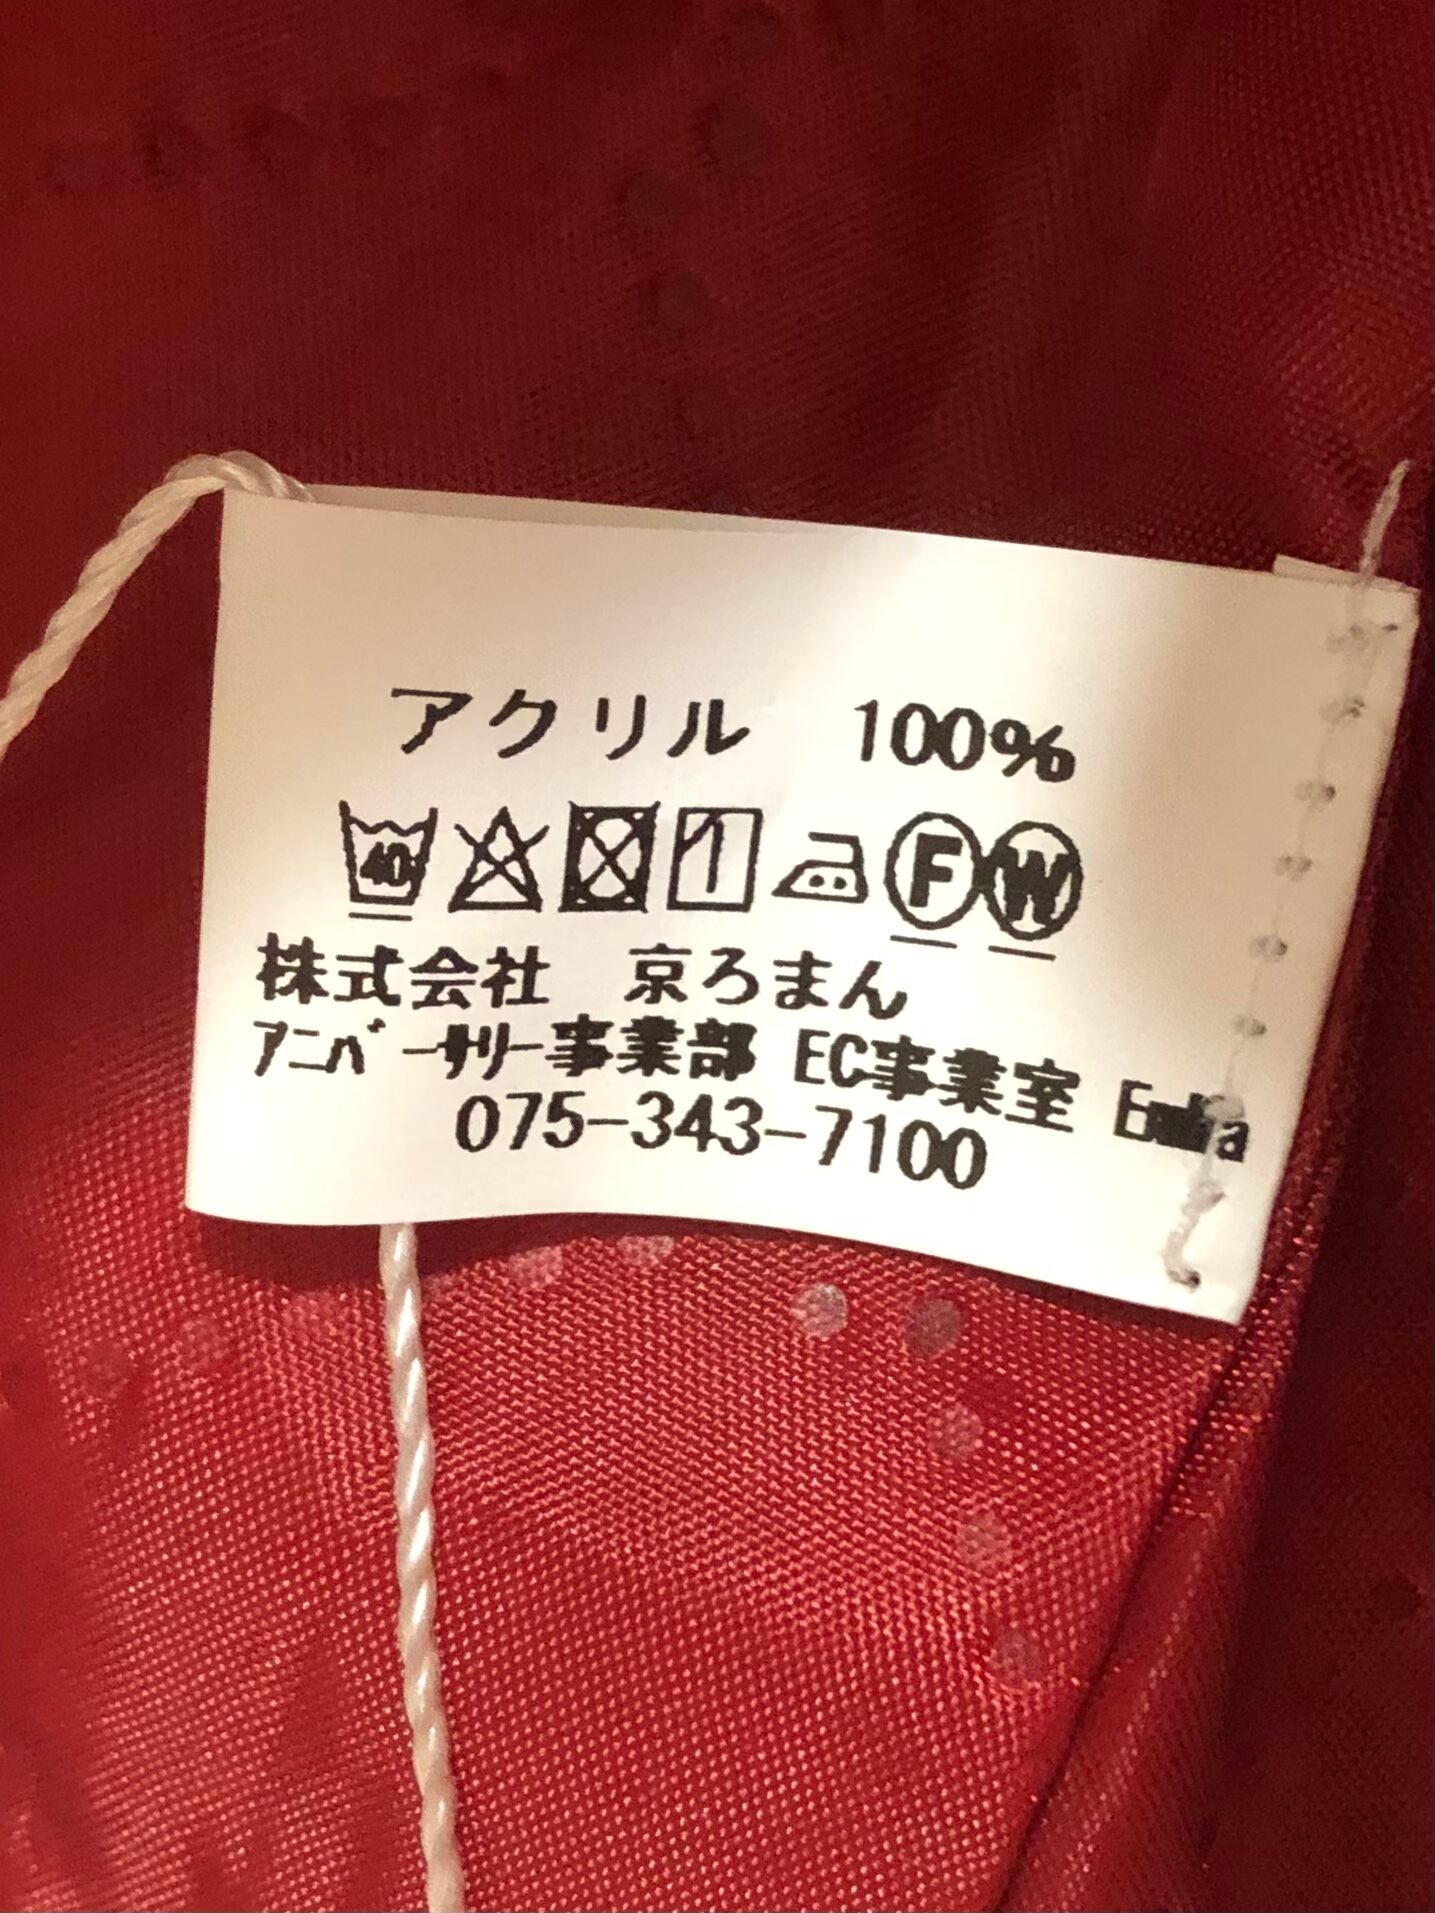 アクリル 100%
40
F W
株式会社 京ろまん
アニバーサリー事業部 EC事業室
075-343-7100